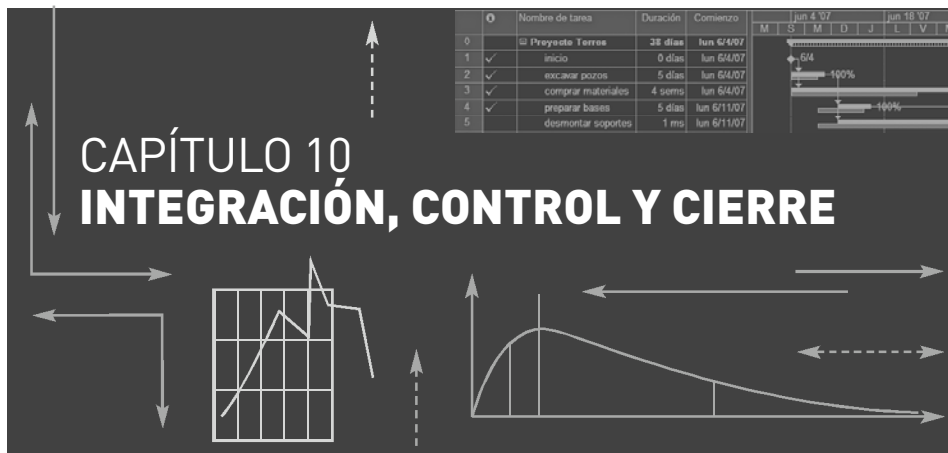 Nombre de tarea Duración Comienzo jun 4 '07 jun 18 '07
M S M D J L V
0 Proyecto Torres 38 días lun 6/4/07
1 inicio 0 días lun 6/4/07 6/4
2 excavar pozos 5 días lun 6/4/07 100%
3 comprar materiales 4 sems lun 6/4/07
4 preparar bases 5 días lun 6/11/07 100%
5 desmontar soportes 1 ms lun 6/11/07
CAPÍTULO 10
INTEGRACIÓN, CONTROL Y CIERRE